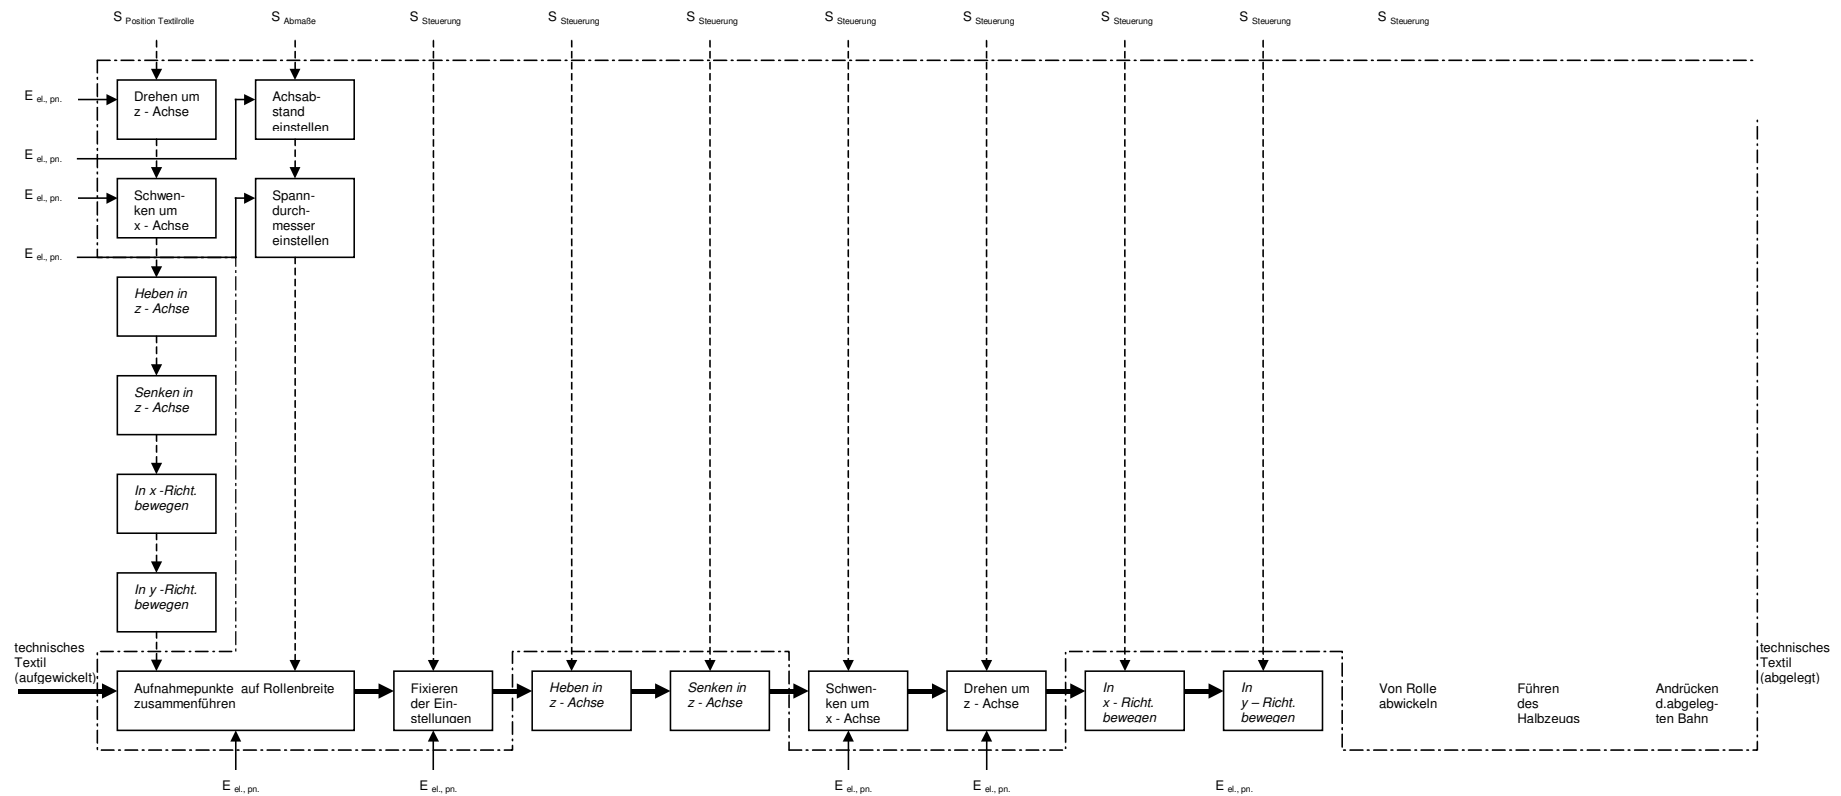 S Position Textilrolle
S Abmaße
S Steuerung
S Steuerung
S Steuerung
S Steuerung
S Steuerung
S Steuerung
S Steuerung
S Steuerung
E el., pn.
Drehen um
z - Achse
Achsab-
stand
einstellen
E el., pn.
E el., pn.
Schwen-
ken um
x - Achse
Spann-
durch-
messer
einstellen
E el., pn.
Heben in
z - Achse
Senken in
z - Achse
In x -Richt.
bewegen
In y -Richt.
bewegen
technisches
Textil
(aufgewickelt)
Aufnahmepunkte auf Rollenbreite
zusammenführen
Fixieren
der Ein-
stellungen
Heben in
z - Achse
Senken in
z - Achse
Schwen-
ken um
x - Achse
Drehen um
z - Achse
In
x - Richt.
bewegen
In
y – Richt.
bewegen
Von Rolle
abwickeln
Führen
des
Halbzeugs
Andrücken
d.abgeleg-
ten Bahn
technisches
Textil
(abgelegt)
E el., pn.
E el., pn.
E el., pn.
E el., pn.
E el., pn.